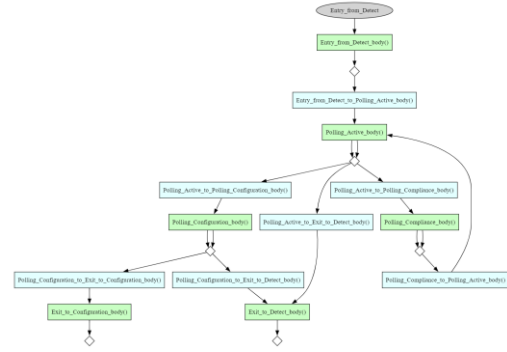 Entry_from_Detect
Entry_from_Detect_body()
Entry_from_Detect_to_Polling_Active_body()
Polling_Active_body()
Polling_Active_to_Polling_Configuration_body()
Polling_Active_to_Polling_Compliance_body()
Polling_Configuration_body()
Polling_Active_to_Exit_to_Detect_body()
Polling_Compliance_body()
Polling_Configuration_to_Exit_to_Configuration_body()
Polling_Configuration_to_Exit_to_Detect_body()
Polling_Compliance_to_Polling_Active_body()
Exit_to_Configuration_body()
Exit_to_Detect_body()